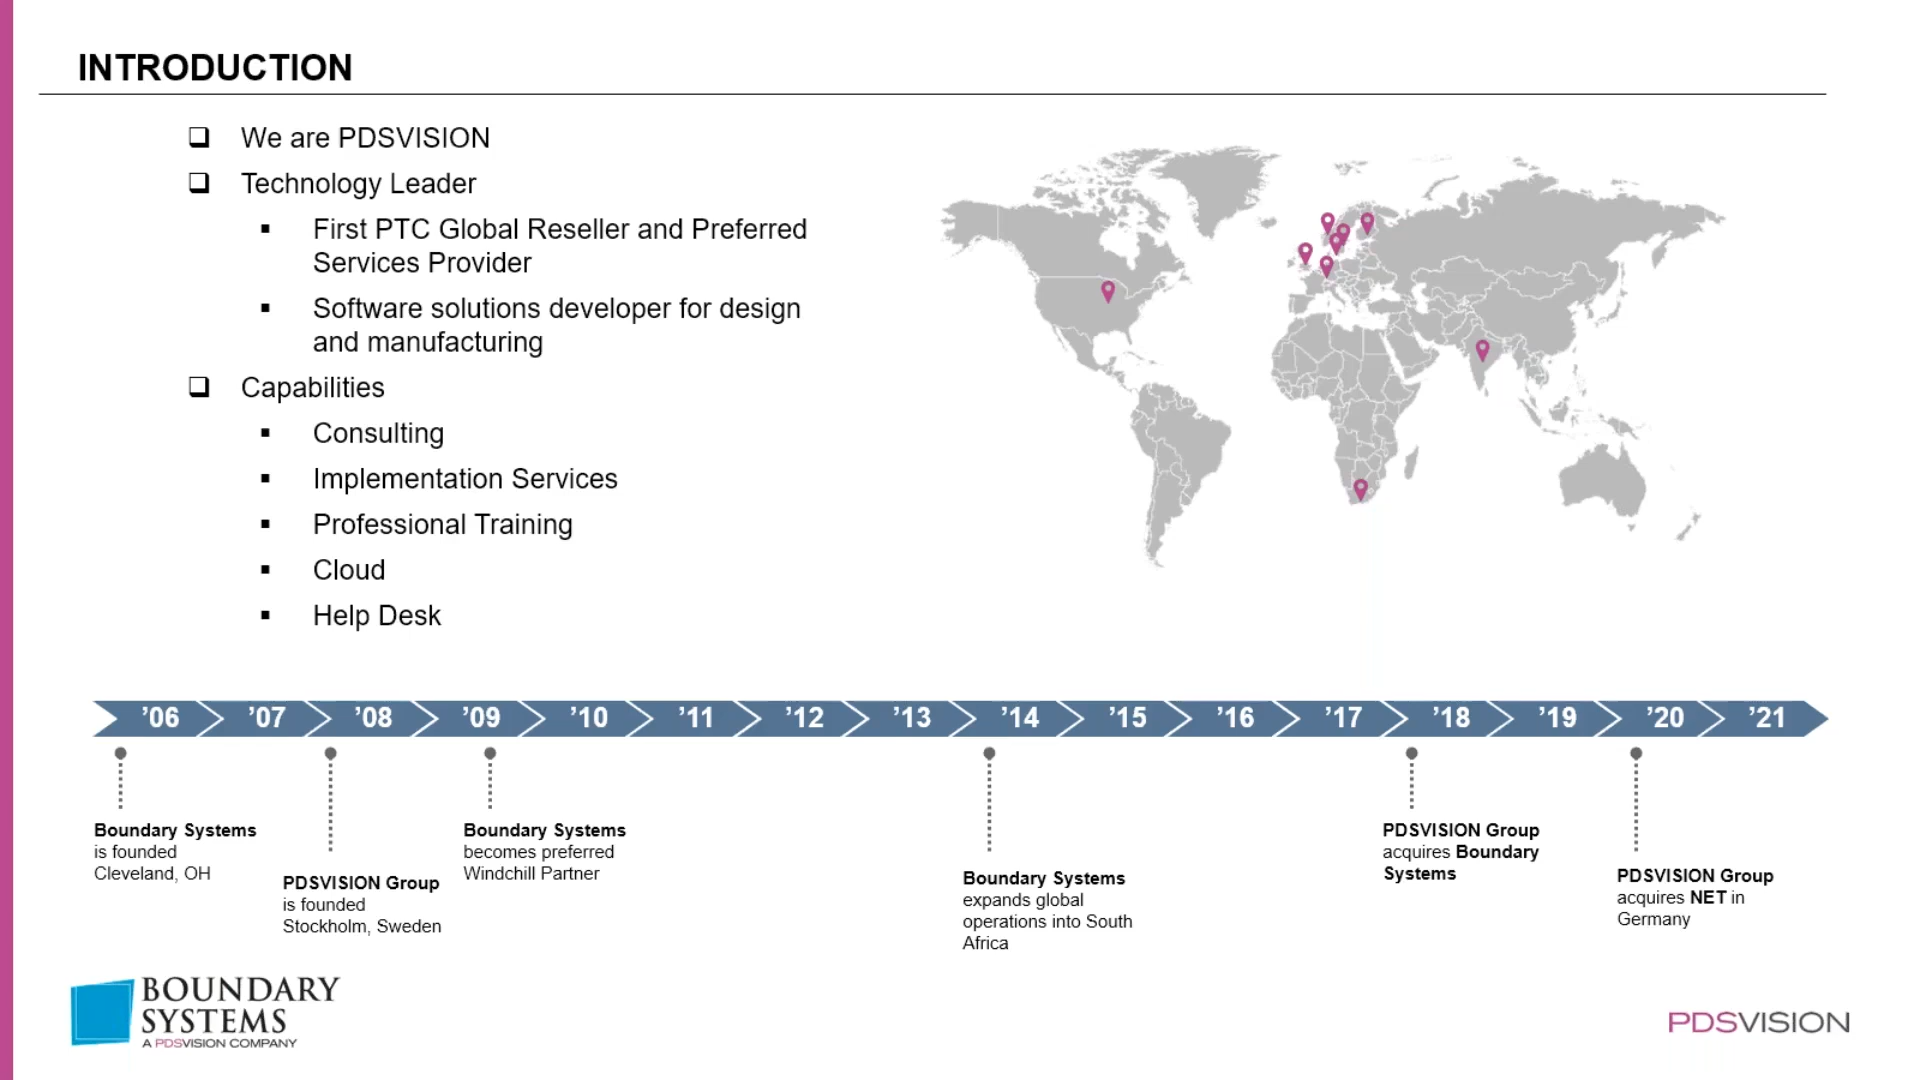 INTRODUCTION
We are PDSVISION
Technology Leader
First PTC Global Reseller and Preferred
Services Provider
Software solutions developer for design
and manufacturing
Capabilities
Consulting
Implementation Services
Professional Training
Cloud
Help Desk
’06 ’07 ’08 ’09 ’10 ’11 ’12 ’13 ’14 ’15 ’16 ’17 ’18 ’19 ’20 ’21
Boundary Systems
is founded
Cleveland, OH
PDSVISION Group
is founded
Stockholm, Sweden
Boundary Systems
becomes preferred
Windchill Partner
Boundary Systems
expands global
operations into South
Africa
PDSVISION Group
acquires Boundary
Systems
PDSVISION Group
acquires NET in
Germany
BOUNDARY
SYSTEMS
A PDSVISION COMPANY
PDSVISION